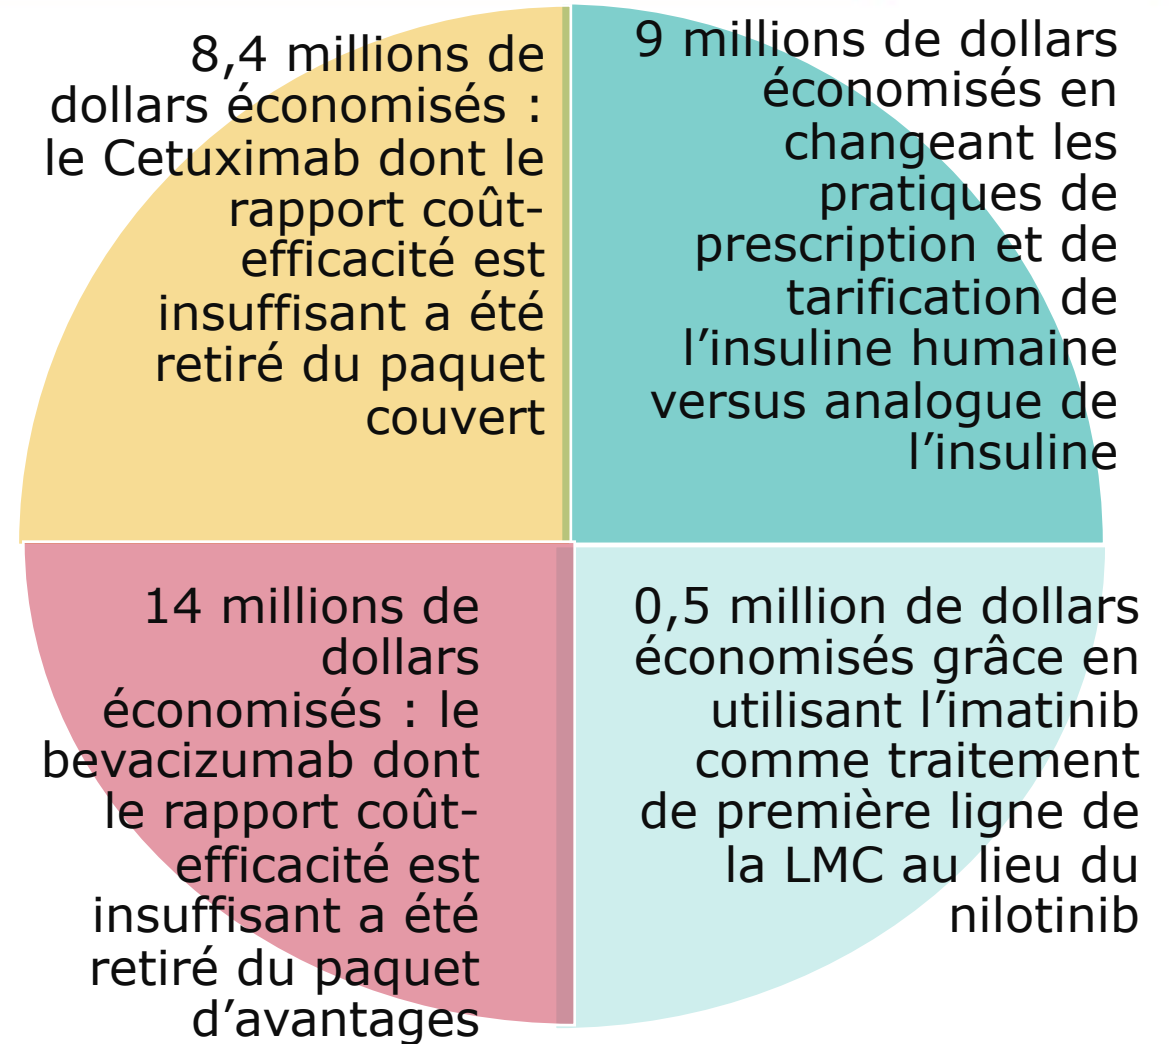 8,4 millions de
dollars économisés :
le Cetuximab dont le
rapport coût-
efficacité est
insuffisant a été
retiré du paquet
couvert
9 millions de dollars
économisés en
changeant les
pratiques de
prescription et de
tarification de
l’insuline humaine
versus analogue de
l’insuline
14 millions de
dollars
économisés : le
bevacizumab dont
le rapport coût-
efficacité est
insuffisant a été
retiré du paquet
d’avantages
0,5 million de dollars
économisés grâce en
utilisant l’imatinib
comme traitement
de première ligne de
la LMC au lieu du
nilotinib